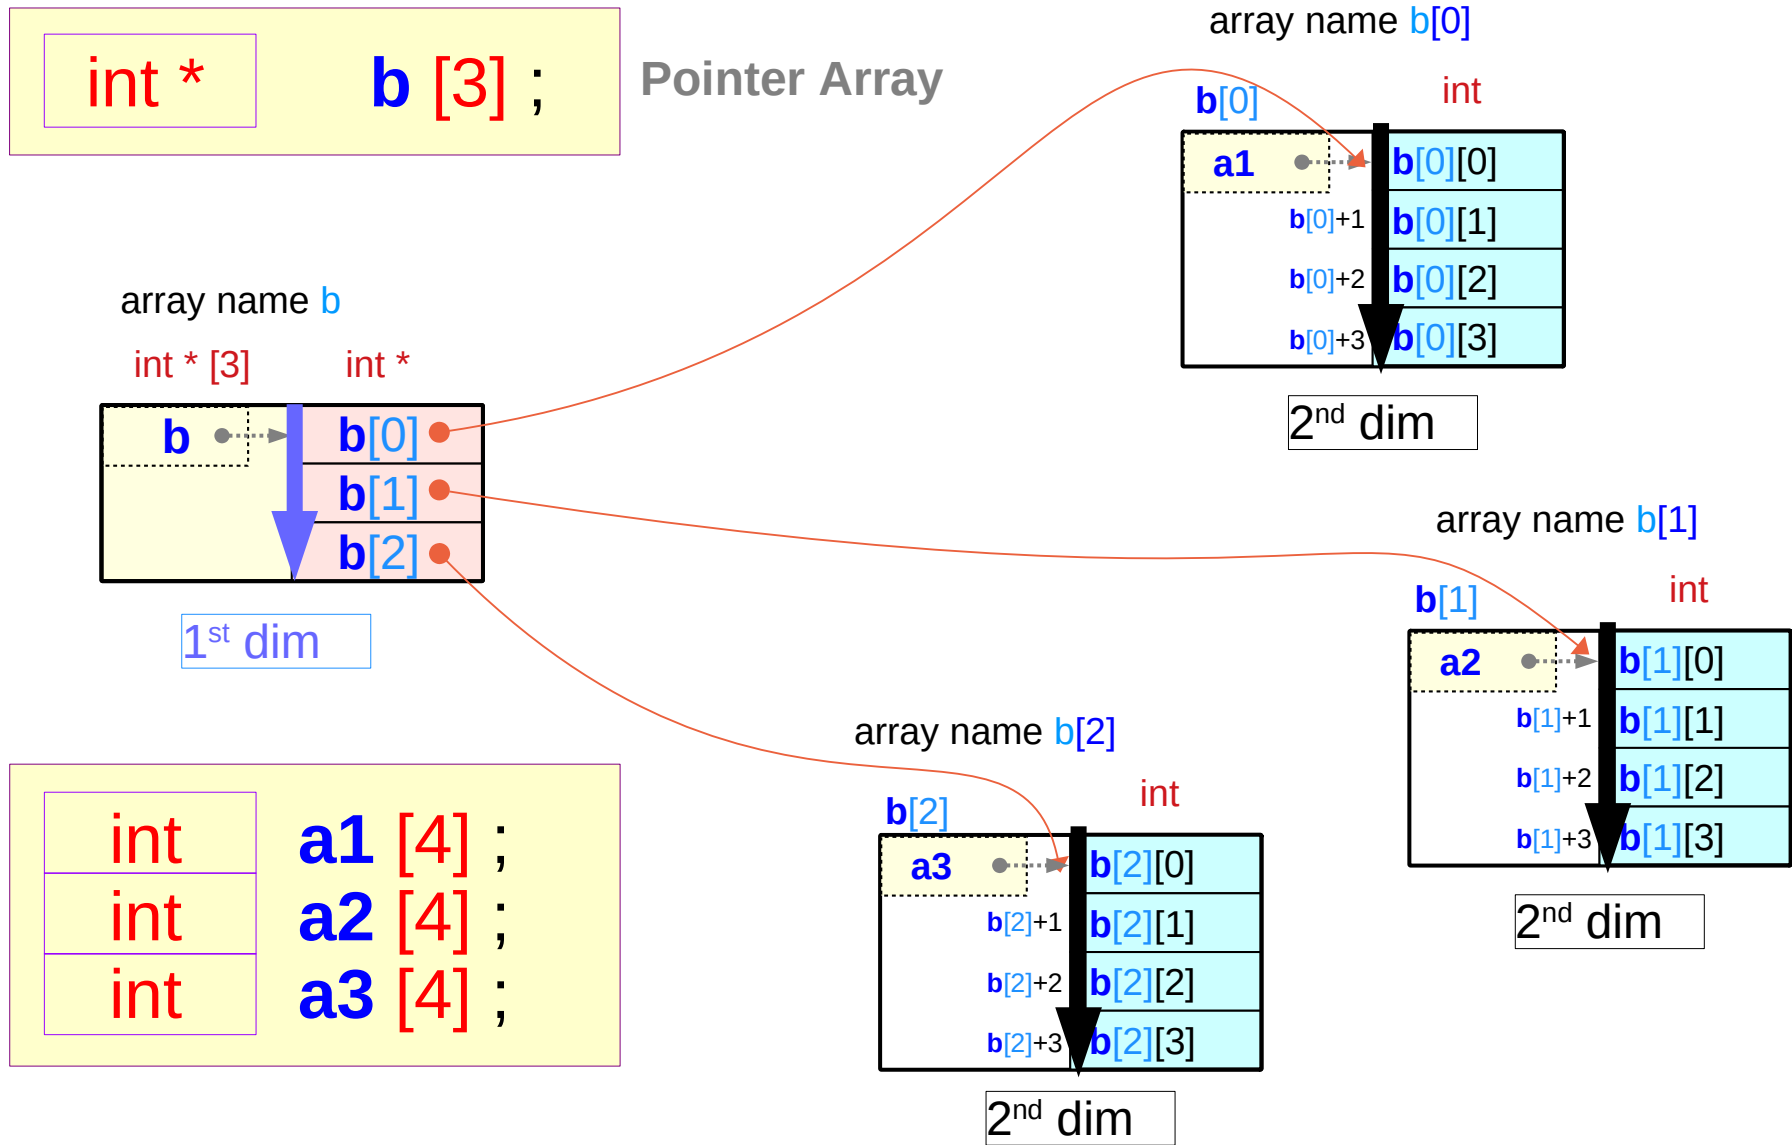 int * b [3] ;
Pointer Array
array name b
int * [3] int *
b b[0]
b[1]
b[2]
1st dim
int a1 [4] ;
int a2 [4] ;
int a3 [4] ;
array name b[0]
b[0] int
a1 b[0][0]
b[0]+1 b[0][1]
b[0]+2 b[0][2]
b[0]+3 b[0][3]
2nd dim
array name b[1]
b[1] int
a2 b[1][0]
b[1]+1 b[1][1]
b[1]+2 b[1][2]
b[1]+3 b[1][3]
2nd dim
array name b[2]
b[2] int
a3 b[2][0]
b[2]+1 b[2][1]
b[2]+2 b[2][2]
b[2]+3 b[2][3]
2nd dim